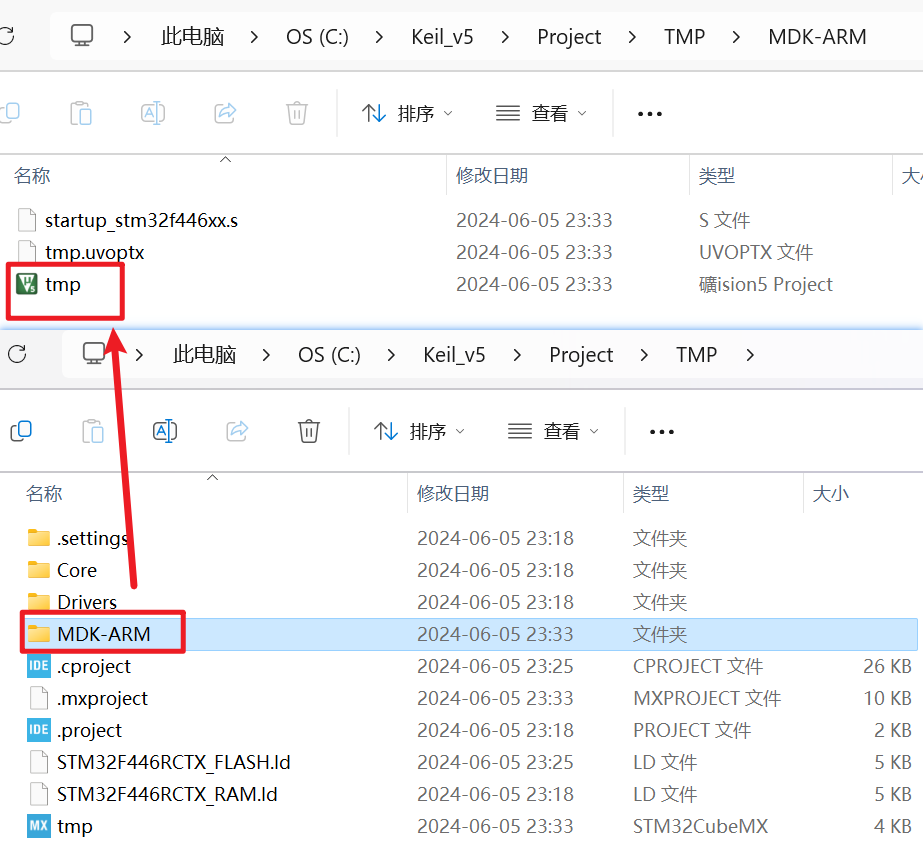 此电脑 > OS (C:) > Keil_v5 > Project > TMP > MDK-ARM
排序 查看
名称 修改日期 类型
startup_stm32f446xx.s 2024-06-05 23:33 S 文件
tmp.uvoptx 2024-06-05 23:33 UVOPTX 文件
tmp 2024-06-05 23:33 礦ision5 Project
此电脑 > OS (C:) > Keil_v5 > Project > TMP >
排序 查看
名称 修改日期 类型 大小
.settings 2024-06-05 23:18 文件夹
Core 2024-06-05 23:18 文件夹
Drivers 2024-06-05 23:18 文件夹
MDK-ARM 2024-06-05 23:33 文件夹
IDE .cproject 2024-06-05 23:25 CPROJECT 文件 26 KB
.mxproject 2024-06-05 23:33 MXPROJECT 文件 10 KB
IDE .project 2024-06-05 23:18 PROJECT 文件 2 KB
STM32F446RCTX_FLASH.ld 2024-06-05 23:25 LD 文件 5 KB
STM32F446RCTX_RAM.ld 2024-06-05 23:18 LD 文件 5 KB
MX tmp 2024-06-05 23:33 STM32CubeMX 4 KB